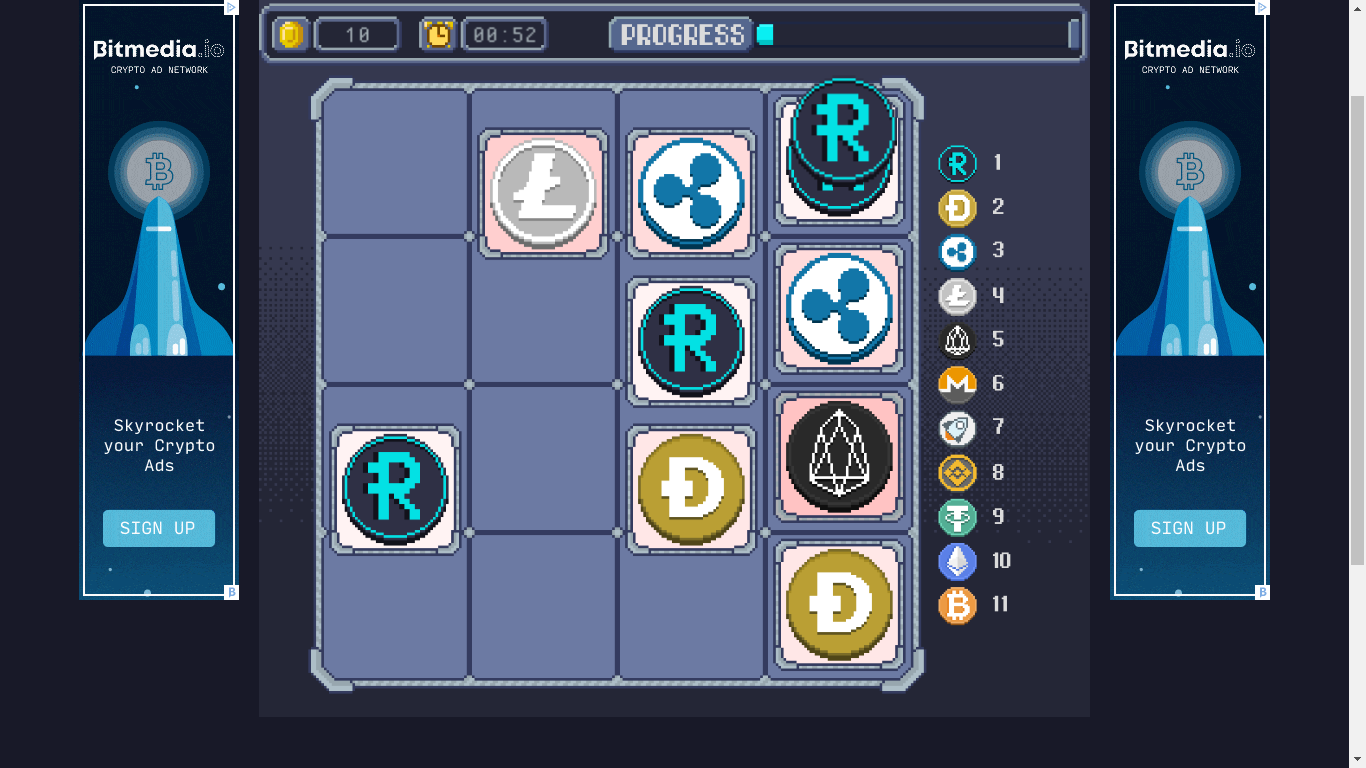 Bitmedia.io
CRYPTO AD NETWORK
Skyrocket
your Crypto
Ads
SIGN UP
10
00:52
PROGRESS
1
2
3
4
5
6
7
8
9
10
11
Bitmedia.io
CRYPTO AD NETWORK
Skyrocket
your Crypto
Ads
SIGN UP